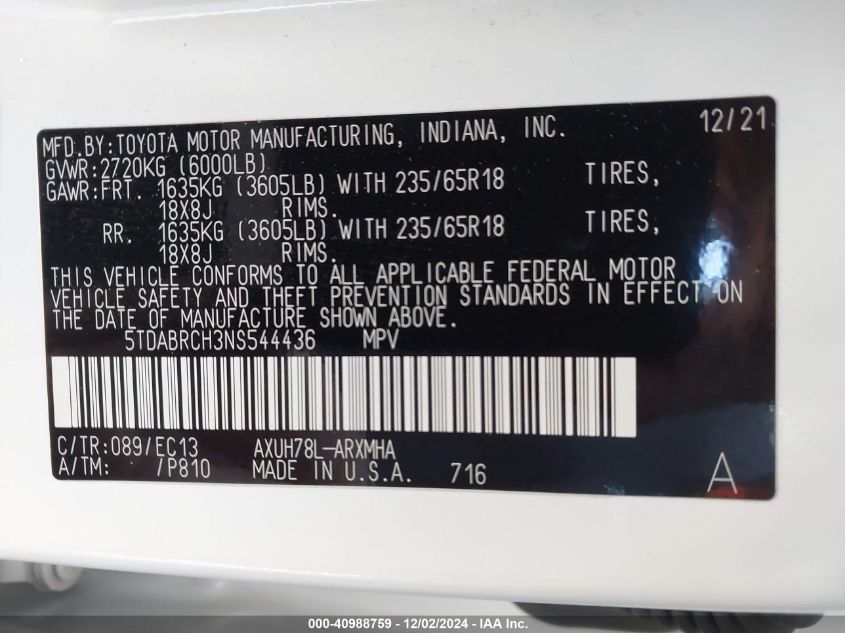 MFD.BY:TOYOTA MOTOR MANUFACTURING, INDIANA, INC. 12/21
GVWR:2720KG (6000LB)
GAWR:FRT. 1635KG (3605LB) WITH 235/65R18 TIRES,
18X8J RIMS.
RR. 1635KG (3605LB) WITH 235/65R18 TIRES,
18X8J RIMS.
THIS VEHICLE CONFORMS TO ALL APPLICABLE FEDERAL MOTOR
VEHICLE SAFETY AND THEFT PREVENTION STANDARDS IN EFFECT ON
THE DATE OF MANUFACTURE SHOWN ABOVE.
5TDABRCH3NS544436 MPV
C/TR:089/EC13 AXUH78L-ARXMHA
A/TM: /P810 MADE IN U.S.A. 716 A
000-40988759 - 12/02/2024 - IAA Inc.